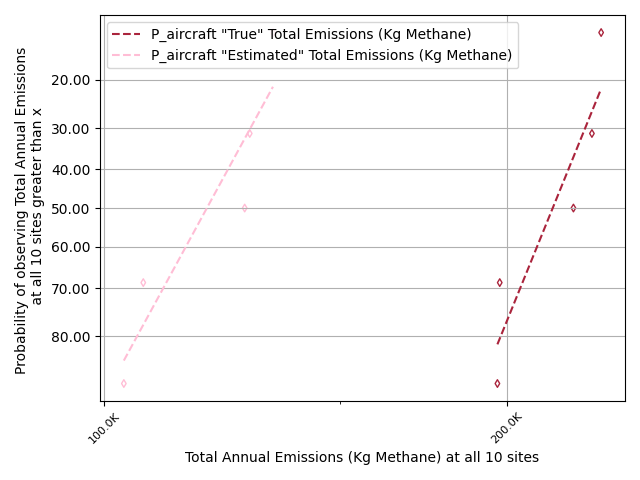 P_aircraft "True" Total Emissions (Kg Methane)
P_aircraft "Estimated" Total Emissions (Kg Methane)
Probability of observing Total Annual Emissions
at all 10 sites greater than x
20.00
30.00
40.00
50.00
60.00
70.00
80.00
100.0K
200.0K
Total Annual Emissions (Kg Methane) at all 10 sites